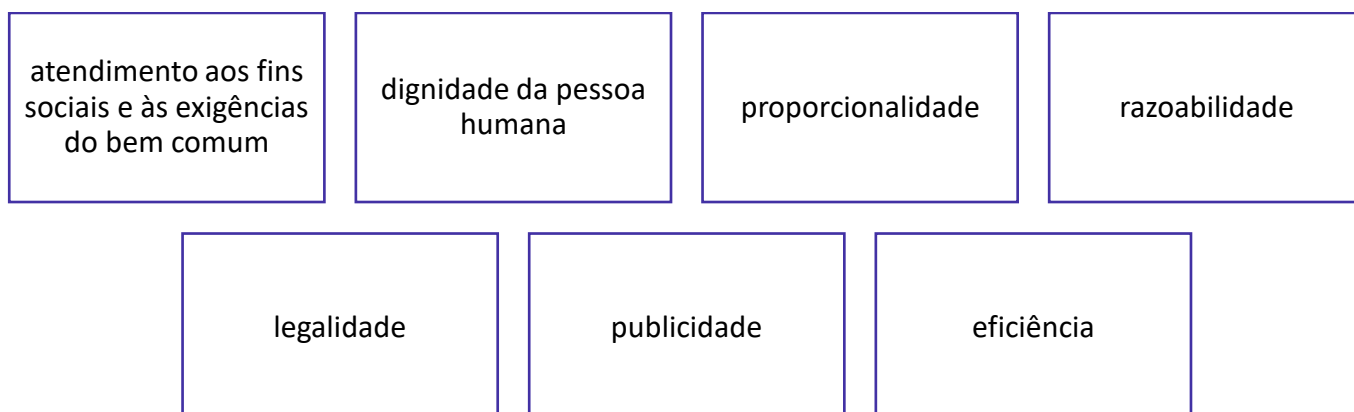 atendimento aos fins
sociais e às exigências
do bem comum
dignidade da pessoa
humana
proporcionalidade
razoabilidade
legalidade
publicidade
eficiência